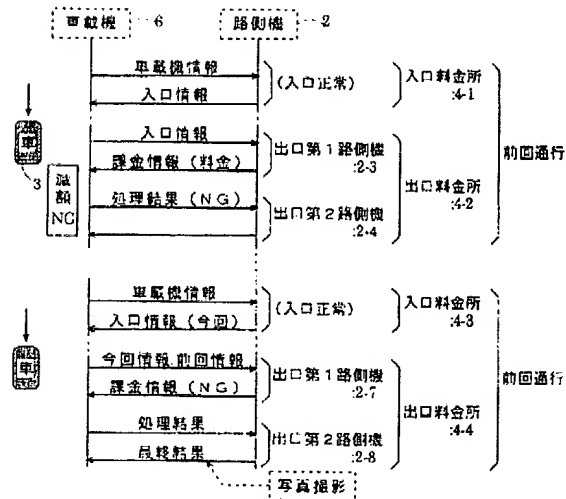 車載機 6
路側機 2
車載機情報
入口情報
(入口正常)
入口料金所
:4-1
入口情報
課金情報(料金)
出口第1路側機
:2-3
前回通行
3
減額
NG
処理結果(NG)
出口第2路側機
:2-4
出口料金所
:4-2
車載機情報
入口情報(今回)
(入口正常)
入口料金所
:4-3
今回情報,前回情報
課金情報(NG)
出口第1路側機
:2-7
前回通行
処理結果
最終結果
出口第2路側機
:2-8
出口料金所
:4-4
写真撮影